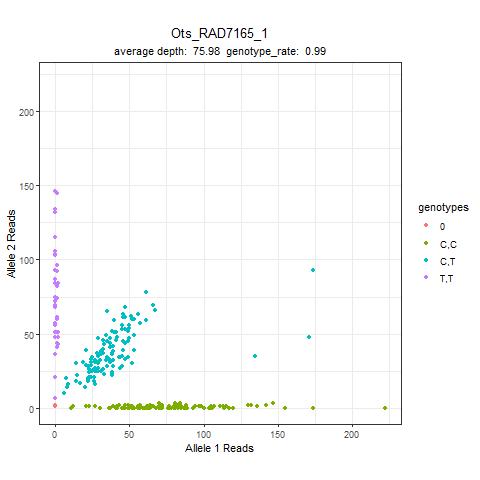 Ots_RAD7165_1
average depth: 75.98 genotype_rate: 0.99
200
150
100
50
0
Allele 2 Reads
0 50 100 150 200
Allele 1 Reads
genotypes
0
C,C
C,T
T,T